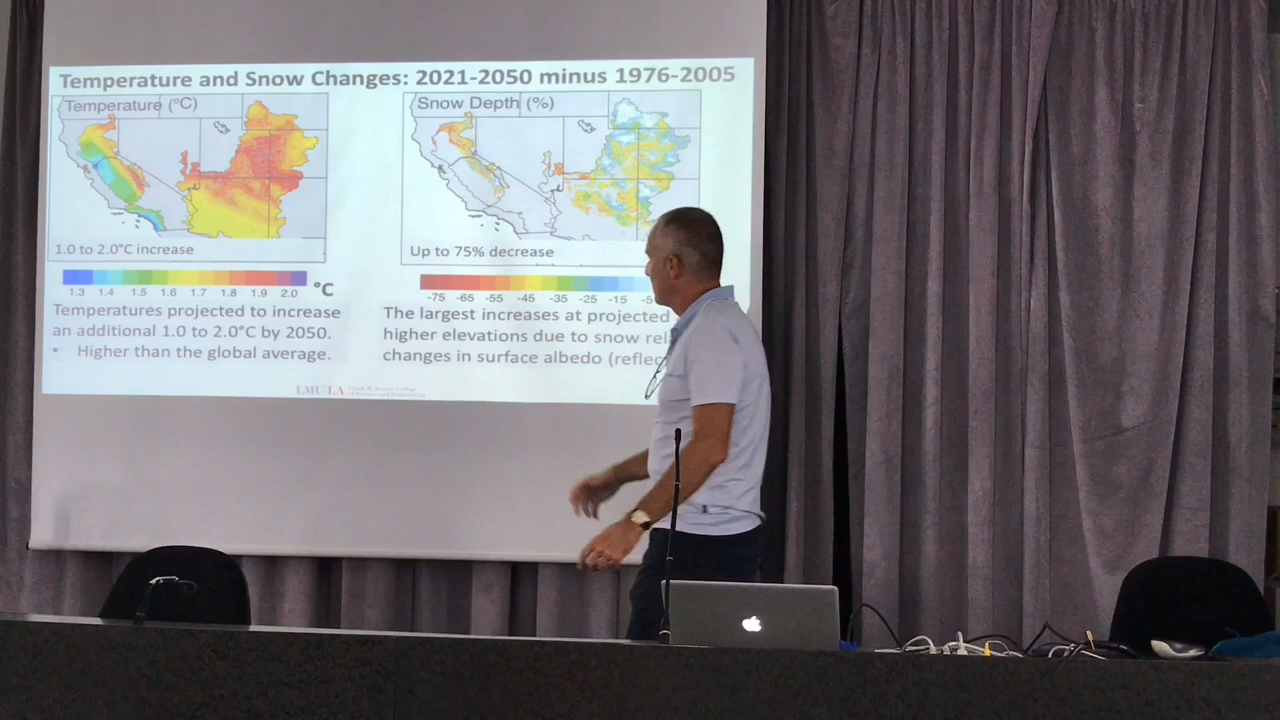 Temperature and Snow Changes: 2021-2050 minus 1976-2005
Temperature (°C)
1.0 to 2.0°C increase
1.3 1.4 1.5 1.6 1.7 1.8 1.9 2.0 °C
Temperatures projected to increase
an additional 1.0 to 2.0°C by 2050.
• Higher than the global average.
Snow Depth (%)
Up to 75% decrease
-75 -65 -55 -45 -35 -25 -15
The largest increases at projected
higher elevations due to snow
changes in surface albedo
LMU LA